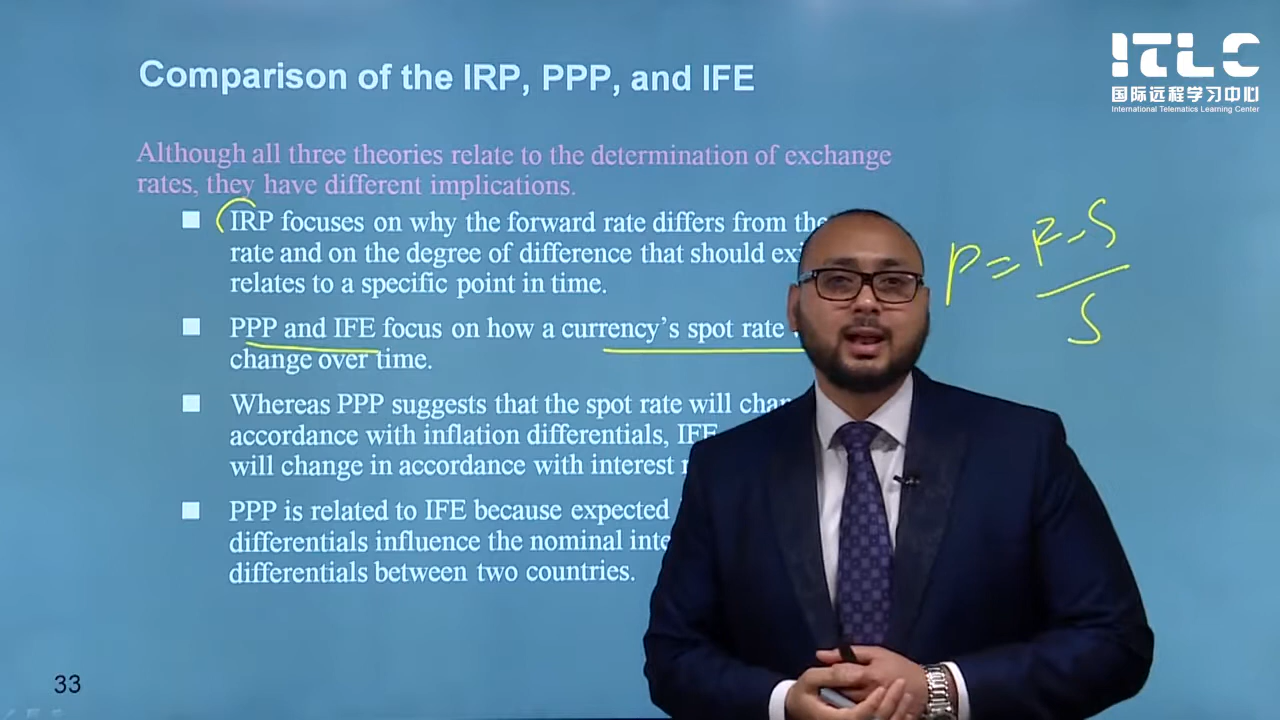 ITLC
国际远程学习中心
International Telematics Learning Center
Comparison of the IRP, PPP, and IFE
Although all three theories relate to the determination of exchange
rates, they have different implications.
IRP focuses on why the forward rate differs from the
rate and on the degree of difference that should
relates to a specific point in time.
PPP and IFE focus on how a currency's spot rate
change over time.
Whereas PPP suggests that the spot rate will
accordance with inflation differentials, IFE
will change in accordance with interest
PPP is related to IFE because expected
differentials influence the nominal
differentials between two countries.
P = F - S
S
33